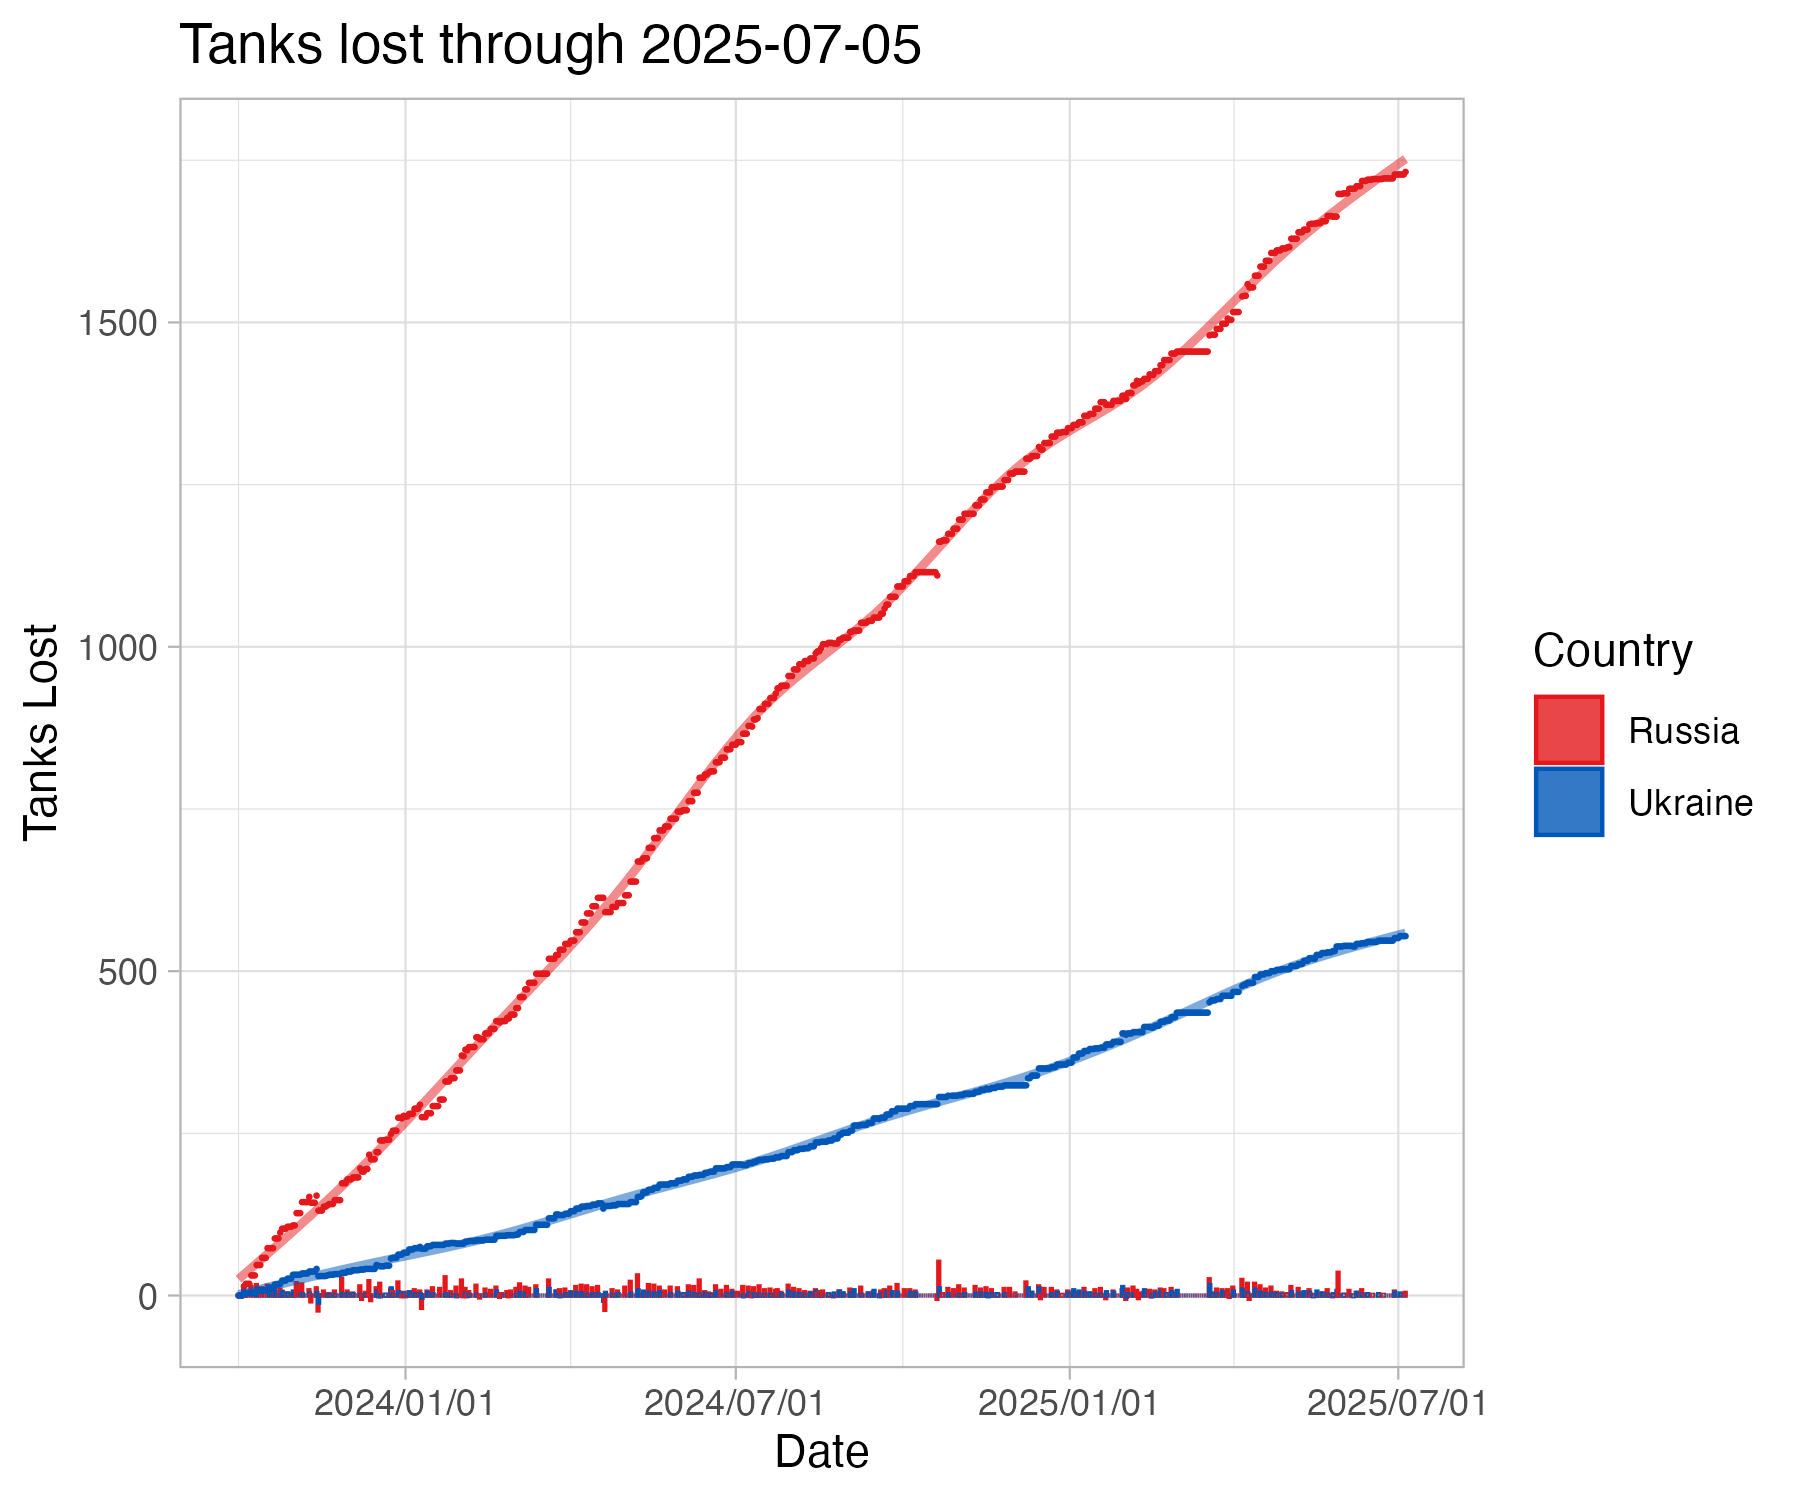 Tanks lost through 2025-07-05
Tanks Lost
1500
1000
500
0
2024/01/01
2024/07/01
2025/01/01
2025/07/01
Date
Country
Russia
Ukraine